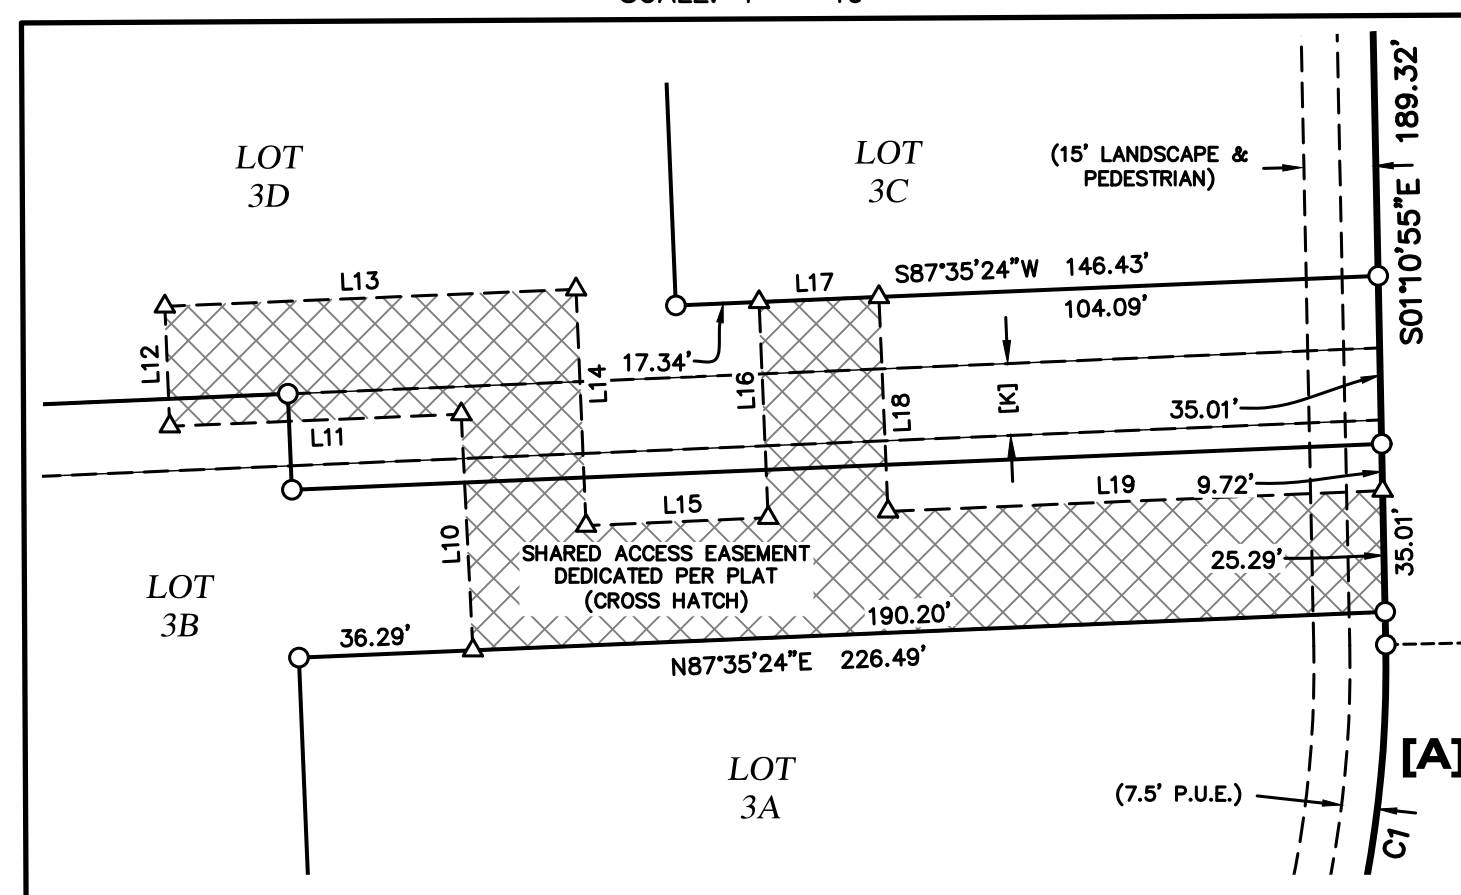 S01°10'55"E 189.32'
LOT
3D
LOT
3C
(15' LANDSCAPE &
PEDESTRIAN)
L13
L17
S87°35'24"W 146.43'
104.09'
L12
17.34'
L14
L16
L18
[K]
35.01'
L11
L10
L15
L19
9.72'
SHARED ACCESS EASEMENT
DEDICATED PER PLAT
(CROSS HATCH)
25.29'
35.01'
LOT
3B
36.29'
190.20'
N87°35'24"E 226.49'
LOT
3A
[A]
(7.5' P.U.E.)
C1